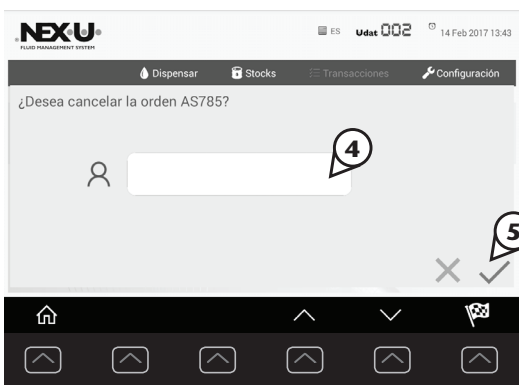 NEX·U·
FLUID MANAGEMENT SYSTEM
ES Udat 002 14 Feb 2017 13:43
Dispensar Stocks Transacciones Configuración
¿Desea cancelar la orden AS785?
4
5